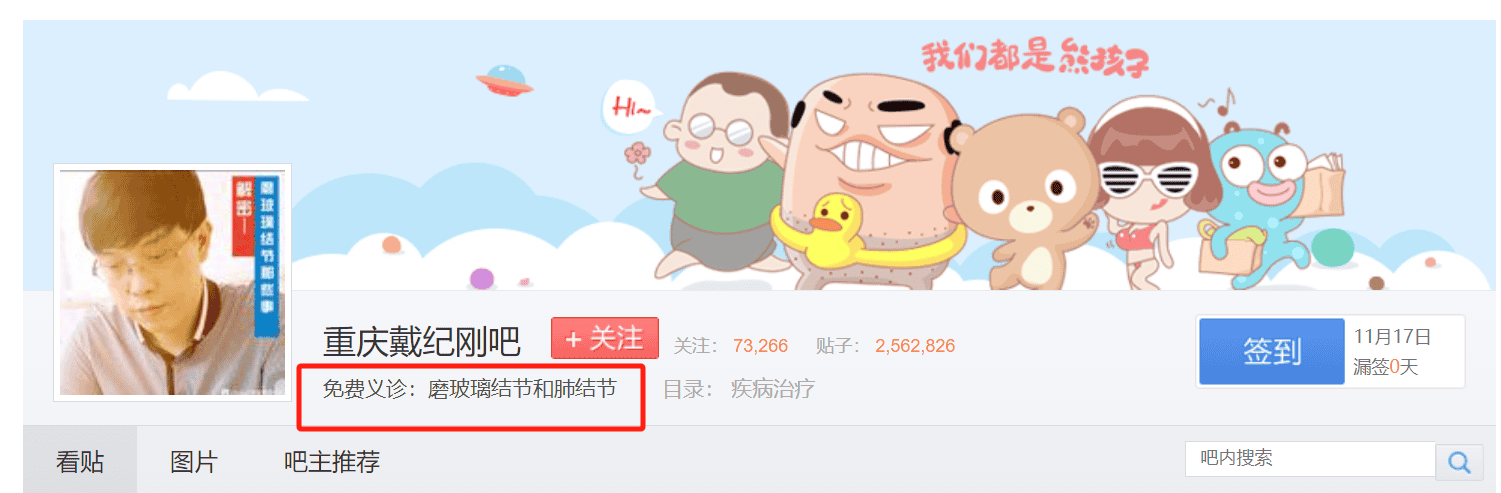 我们都是熊孩子
Hi~
解密一
磨玻璃结节那些事
重庆戴纪刚吧
+ 关注
关注： 73,266
贴子： 2,562,826
签到
11月17日
漏签0天
免费义诊：磨玻璃结节和肺结节
目录： 疾病治疗
看贴
图片
吧主推荐
吧内搜索